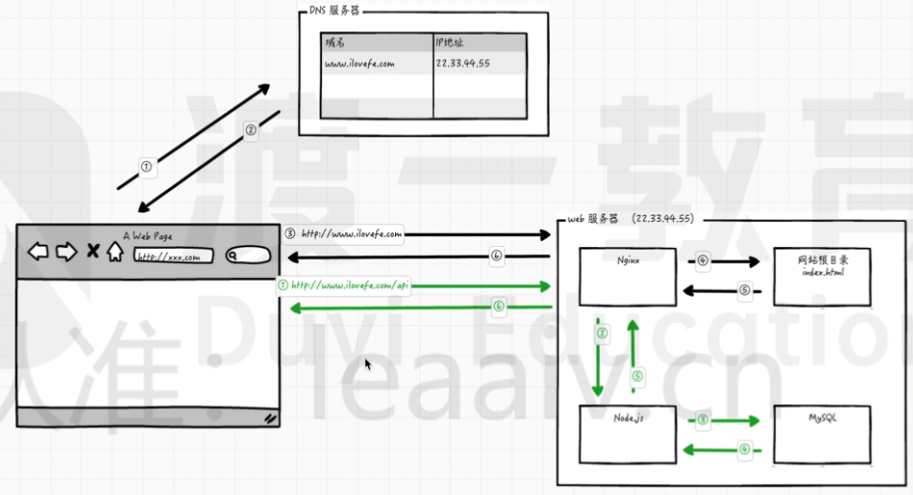 DNS 服务器
域名
IP地址
www.ilovefe.com
22.33.44.55
①
②
A Web Page
http://xxx.com
③ http://www.ilovefe.com
⑥
① http://www.ilovefe.com/api
⑥
web 服务器 (22.33.44.55)
Nginx
④
⑤
网站根目录
index.html
②
⑤
Node.js
③
④
MySQL
渡一教育
Duyi Education
认准: